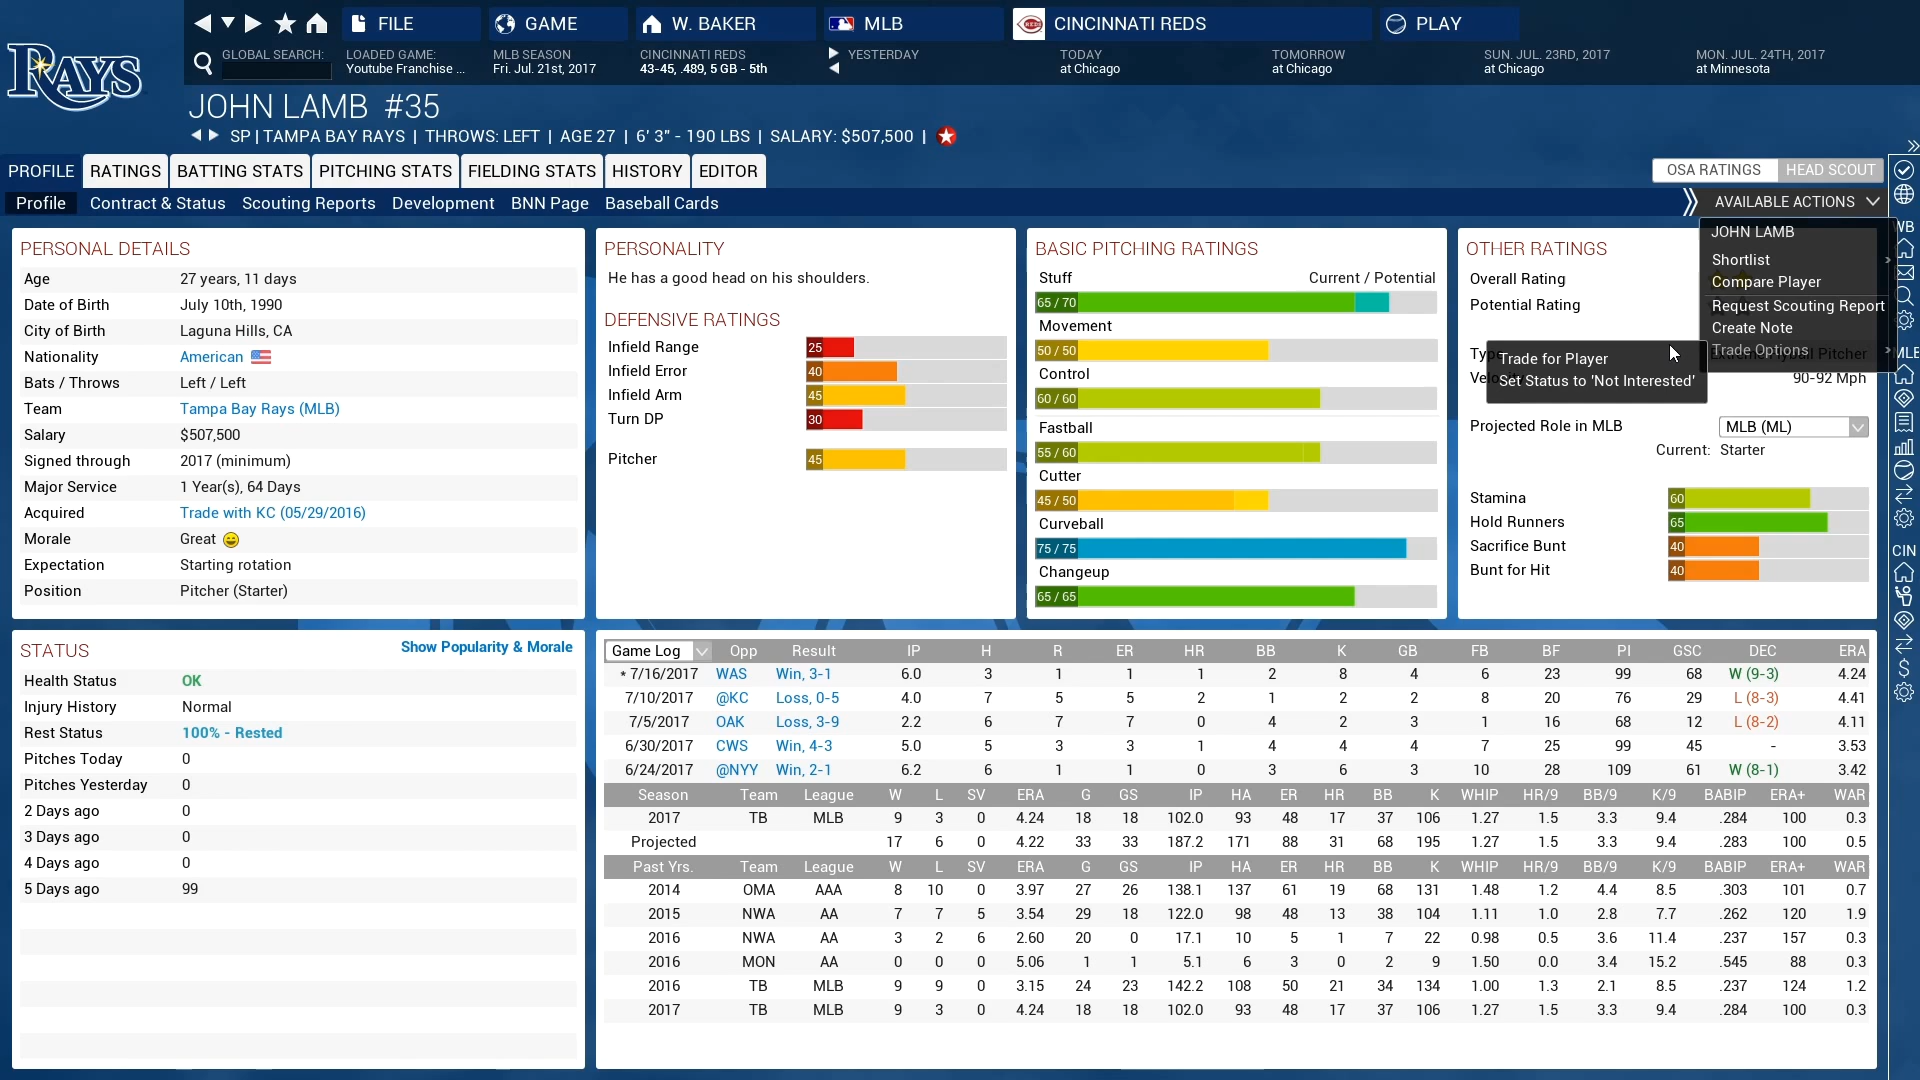 FILE
GAME
W. BAKER
MLB
CINCINNATI REDS
PLAY
GLOBAL SEARCH:
LOADED GAME:
Youtube Franchise ...
MLB SEASON
Fri. Jul. 21st, 2017
CINCINNATI REDS
43-45, .489, 5 GB - 5th
YESTERDAY
TODAY
at Chicago
TOMORROW
at Chicago
SUN. JUL. 23RD, 2017
at Chicago
MON. JUL. 24TH, 2017
at Minnesota
RAYS
JOHN LAMB #35
SP | TAMPA BAY RAYS | THROWS: LEFT | AGE 27 | 6' 3" - 190 LBS | SALARY: $507,500 |
PROFILE RATINGS BATTING STATS PITCHING STATS FIELDING STATS HISTORY EDITOR
OSA RATINGS HEAD SCOUT
Profile Contract & Status Scouting Reports Development BNN Page Baseball Cards
AVAILABLE ACTIONS
JOHN LAMB
Shortlist
Compare Player
Request Scouting Report
Create Note
Trade Options
Trade for Player
Set Status to 'Not Interested'
PERSONAL DETAILS
Age 27 years, 11 days
Date of Birth July 10th, 1990
City of Birth Laguna Hills, CA
Nationality American
Bats / Throws Left / Left
Team Tampa Bay Rays (MLB)
Salary $507,500
Signed through 2017 (minimum)
Major Service 1 Year(s), 64 Days
Acquired Trade with KC (05/29/2016)
Morale Great
Expectation Starting rotation
Position Pitcher (Starter)
PERSONALITY
He has a good head on his shoulders.
DEFENSIVE RATINGS
Infield Range 25
Infield Error 40
Infield Arm 45
Turn DP 30
Pitcher 45
BASIC PITCHING RATINGS
Stuff Current / Potential
65 / 70
Movement
50 / 50
Control
60 / 60
Fastball
55 / 60
Cutter
45 / 50
Curveball
75 / 75
Changeup
65 / 65
OTHER RATINGS
Overall Rating
Potential Rating
90-92 Mph
Projected Role in MLB MLB (ML)
Current: Starter
Stamina 60
Hold Runners 65
Sacrifice Bunt 40
Bunt for Hit 40
WB
MLB
CIN
STATUS
Show Popularity & Morale
Health Status OK
Injury History Normal
Rest Status 100% - Rested
Pitches Today 0
Pitches Yesterday 0
2 Days ago 0
3 Days ago 0
4 Days ago 0
5 Days ago 99
Game Log Opp Result IP H R ER HR BB K GB FB BF PI GSC DEC ERA
* 7/16/2017 WAS Win, 3-1 6.0 3 1 1 1 2 8 4 6 23 99 68 W (9-3) 4.24
7/10/2017 @KC Loss, 0-5 4.0 7 5 5 2 1 2 2 8 20 76 29 L (8-3) 4.41
7/5/2017 OAK Loss, 3-9 2.2 6 7 7 0 4 2 3 1 16 68 12 L (8-2) 4.11
6/30/2017 CWS Win, 4-3 5.0 5 3 3 1 4 4 4 7 25 99 45 - 3.53
6/24/2017 @NYY Win, 2-1 6.2 6 1 1 0 3 6 3 10 28 109 61 W (8-1) 3.42
Season Team League W L SV ERA G GS IP HA ER HR BB K WHIP HR/9 BB/9 K/9 BABIP ERA+ WAR
2017 TB MLB 9 3 0 4.24 18 18 102.0 93 48 17 37 106 1.27 1.5 3.3 9.4 .284 100 0.3
Projected 17 6 0 4.22 33 33 187.2 171 88 31 68 195 1.27 1.5 3.3 9.4 .283 100 0.5
Past Yrs. Team League W L SV ERA G GS IP HA ER HR BB K WHIP HR/9 BB/9 K/9 BABIP ERA+ WAR
2014 OMA AAA 8 10 0 3.97 27 26 138.1 137 61 19 68 131 1.48 1.2 4.4 8.5 .303 101 0.7
2015 NWA AA 7 7 5 3.54 29 18 122.0 98 48 13 38 104 1.11 1.0 2.8 7.7 .262 120 1.9
2016 NWA AA 3 2 6 2.60 20 0 17.1 10 5 1 7 22 0.98 0.5 3.6 11.4 .237 157 0.3
2016 MON AA 0 0 0 5.06 1 1 5.1 6 3 0 2 9 1.50 0.0 3.4 15.2 .545 88 0.3
2016 TB MLB 9 9 0 3.15 24 23 142.2 108 50 21 34 134 1.00 1.3 2.1 8.5 .237 124 1.2
2017 TB MLB 9 3 0 4.24 18 18 102.0 93 48 17 37 106 1.27 1.5 3.3 9.4 .284 100 0.3